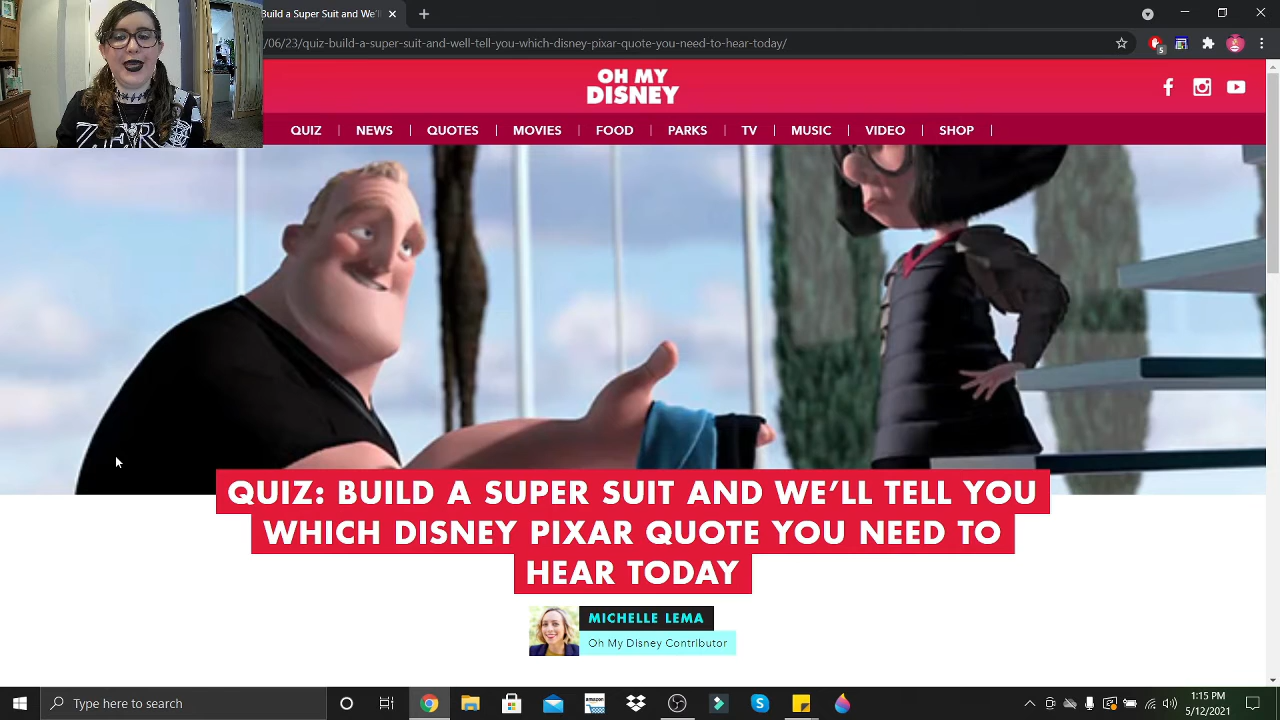 Build a Super Suit and We'll
/06/23/quiz-build-a-super-suit-and-well-tell-you-which-disney-pixar-quote-you-need-to-hear-today/
OH MY
DISNEY
QUIZ
NEWS
QUOTES
MOVIES
FOOD
PARKS
TV
MUSIC
VIDEO
SHOP
QUIZ: BUILD A SUPER SUIT AND WE'LL TELL YOU
WHICH DISNEY PIXAR QUOTE YOU NEED TO
HEAR TODAY
MICHELLE LEMA
Oh My Disney Contributor
Type here to search
1:15 PM
5/12/2021